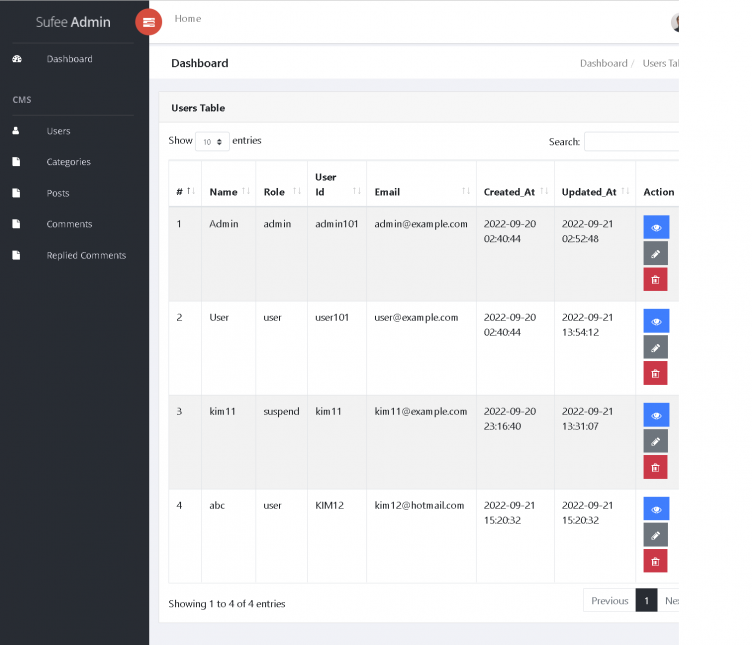 Sufee Admin
Home
Dashboard
Dashboard
Dashboard /
CMS
Users
Categories
Posts
Comments
Replied Comments
Users Table
Show 10 entries
Search:
# Name Role User Id Email Created_At Updated_At Action
1 Admin admin admin101 admin@example.com 2022-09-20 2022-09-21
02:40:44 02:52:48
2 User user user101 user@example.com 2022-09-20 2022-09-21
02:40:44 13:54:12
3 kim11 suspend kim11 kim11@example.com 2022-09-20 2022-09-21
23:16:40 13:31:07
4 abc user KIM12 kim12@hotmail.com 2022-09-21 2022-09-21
15:20:32 15:20:32
Showing 1 to 4 of 4 entries
Previous 1